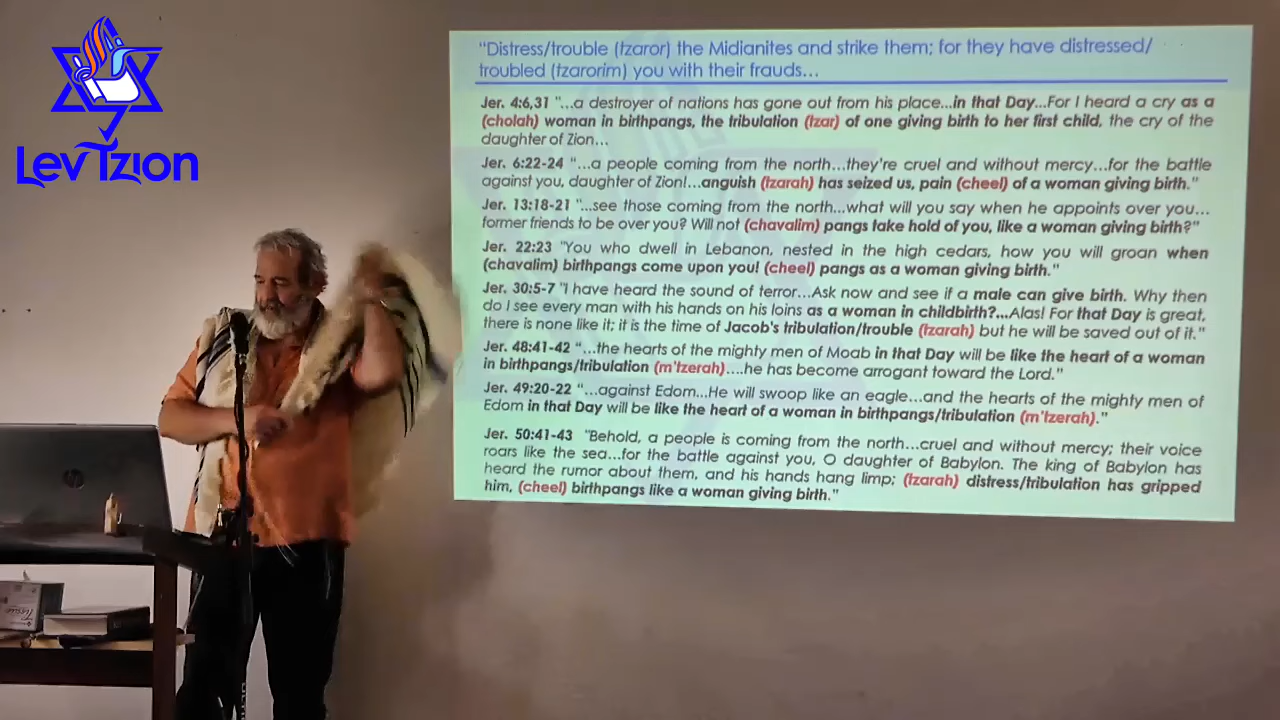 Lev Tzion
"Distress/trouble (tzaror) the Midianites and strike them; for they have distressed/
troubled (tzarorim) you with their frauds…
Jer. 4:6,31 "…a destroyer of nations has gone out from his place…in that Day…For I heard a cry as a
(cholah) woman in birthpangs, the tribulation (tzar) of one giving birth to her first child, the cry of the
daughter of Zion…
Jer. 6:22-24 "…a people coming from the north…they're cruel and without mercy…for the battle
against you, daughter of Zion!…anguish (tzarah) has seized us, pain (cheel) of a woman giving birth."
Jer. 13:18-21 "…see those coming from the north…what will you say when he appoints over you…
former friends to be over you? Will not (chavalim) pangs take hold of you, like a woman giving birth?"
Jer. 22:23 "You who dwell in Lebanon, nested in the high cedars, how you will groan when
(chavalim) birthpangs come upon you! (cheel) pangs as a woman giving birth."
Jer. 30:5-7 "I have heard the sound of terror…Ask now and see if a male can give birth. Why then
do I see every man with his hands on his loins as a woman in childbirth?…Alas! For that Day is great,
there is none like it; it is the time of Jacob's tribulation/trouble (tzarah) but he will be saved out of it."
Jer. 48:41-42 "…the hearts of the mighty men of Moab in that Day will be like the heart of a woman
in birthpangs/tribulation (m'tzerah)….he has become arrogant toward the Lord."
Jer. 49:20-22 "…against Edom…He will swoop like an eagle…and the hearts of the mighty men of
Edom in that Day will be like the heart of a woman in birthpangs/tribulation (m'tzerah)."
Jer. 50:41-43 "Behold, a people is coming from the north…cruel and without mercy; their voice
roars like the sea…for the battle against you, O daughter of Babylon. The king of Babylon has
heard the rumor about them, and his hands hang limp; (tzarah) distress/tribulation has gripped
him, (cheel) birthpangs like a woman giving birth."
hp
Tissue